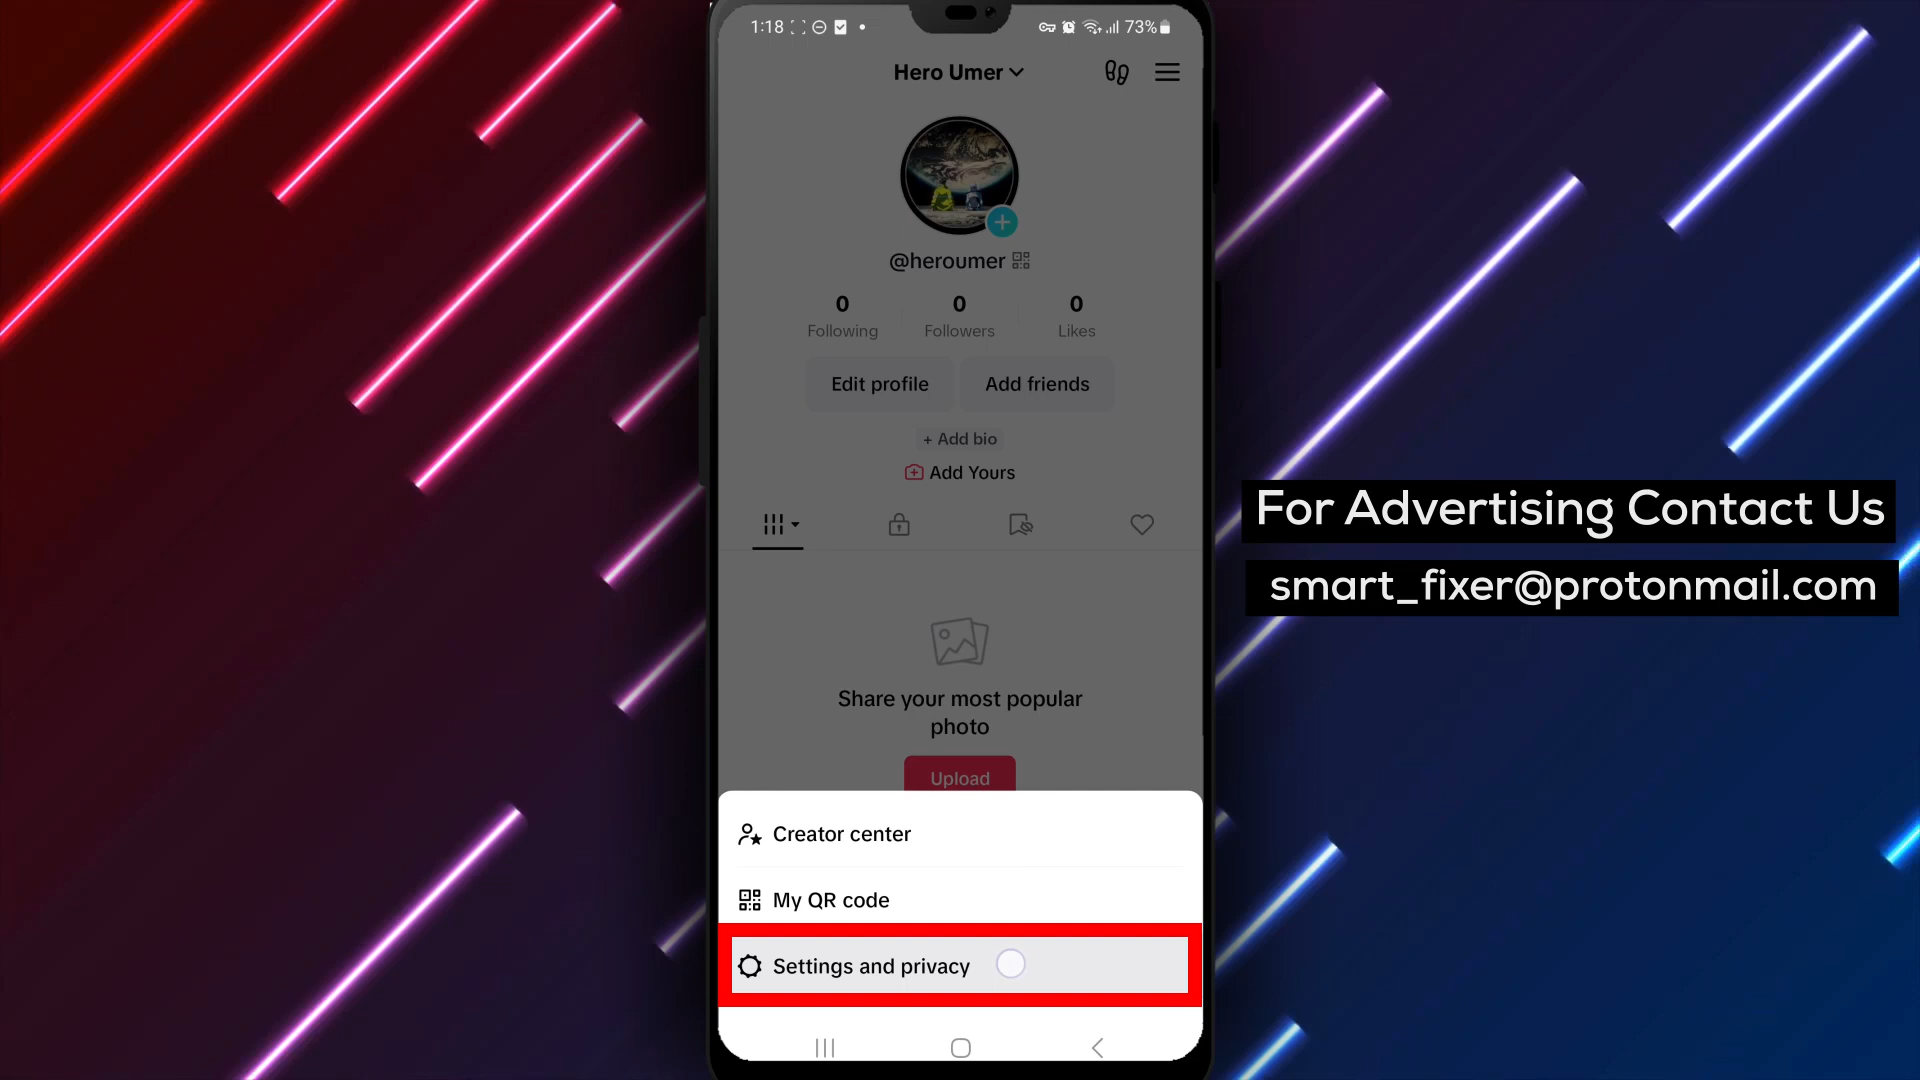 1:18
73%
Hero Umer
@heroumer
0 0 0
Following Followers Likes
Edit profile Add friends
+ Add bio
Add Yours
Share your most popular
photo
Upload
For Advertising Contact Us
smart_fixer@protonmail.com
Creator center
My QR code
Settings and privacy